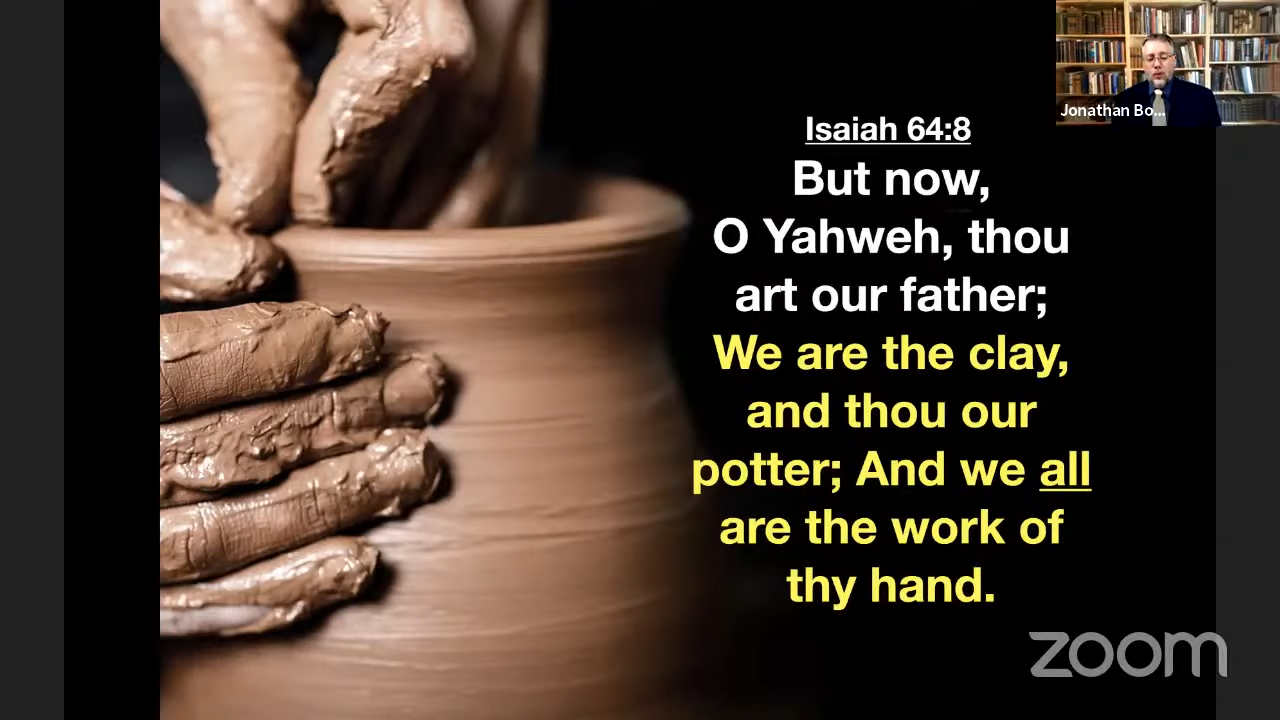 Jonathan Bo...
Isaiah 64:8
But now,
O Yahweh, thou
art our father;
We are the clay,
and thou our
potter; And we all
are the work of
thy hand.
zoom